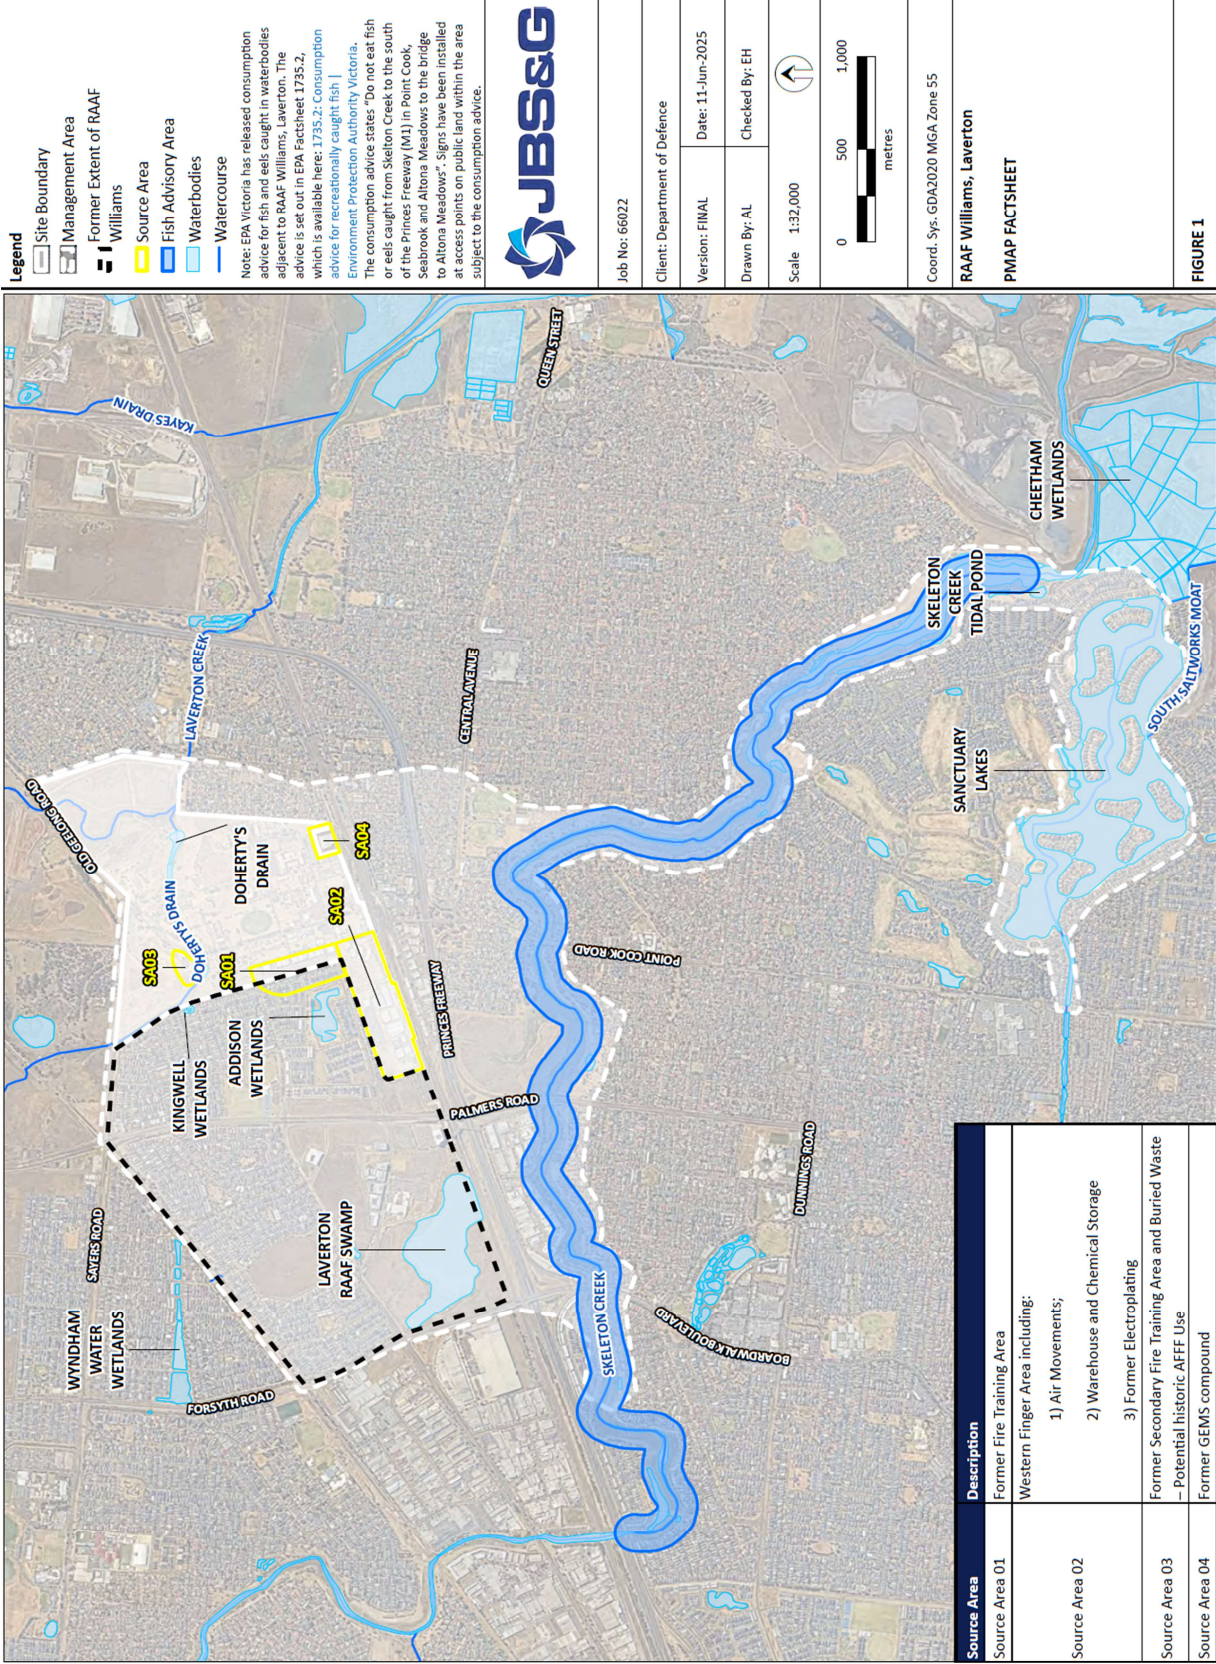 WYNDHAM
WATER
WETLANDS
SAYERS ROAD
FORSYTH ROAD
KINGWELL
WETLANDS
ADDISON
WETLANDS
LAVERTON
RAAF SWAMP
SA03
DOHERTYS DRAIN
SA01
OLD GEELONG ROAD
DOHERTY'S
DRAIN
SA02
SA04
LAVERTON CREEK
KAYES DRAIN
PRINCES FREEWAY
PALMERS ROAD
CENTRAL AVENUE
QUEEN STREET
SKELETON CREEK
POINT COOK ROAD
BOARDWALK BOULEVARD
DUNNINGS ROAD
SKELETON
CREEK
TIDAL POND
SANCTUARY
LAKES
CHEETHAM
WETLANDS
SOUTH SALTWORKS MOAT
Source Area Description
Source Area 01 Former Fire Training Area
Source Area 02 Western Finger Area including:
1) Air Movements;
2) Warehouse and Chemical Storage
3) Former Electroplating
Source Area 03 Former Secondary Fire Training Area and Buried Waste
– Potential historic AFFF Use
Source Area 04 Former GEMS compound
Legend
Site Boundary
Management Area
Former Extent of RAAF
Williams
Source Area
Fish Advisory Area
Waterbodies
Watercourse
Note: EPA Victoria has released consumption
advice for fish and eels caught in waterbodies
adjacent to RAAF Williams, Laverton. The
advice is set out in EPA Factsheet 1735.2,
which is available here: 1735.2: Consumption
advice for recreationally caught fish |
Environment Protection Authority Victoria.
The consumption advice states "Do not eat fish
or eels caught from Skelton Creek to the south
of the Princes Freeway (M1) in Point Cook,
Seabrook and Altona Meadows to the bridge
to Altona Meadows". Signs have been installed
at access points on public land within the area
subject to the consumption advice.
JBS&G
Job No: 66022
Client: Department of Defence
Version: FINAL Date: 11-Jun-2025
Drawn By: AL Checked By: EH
Scale 1:32,000
0 500 1,000
metres
Coord. Sys. GDA2020 MGA Zone 55
RAAF Williams, Laverton
PMAP FACTSHEET
FIGURE 1